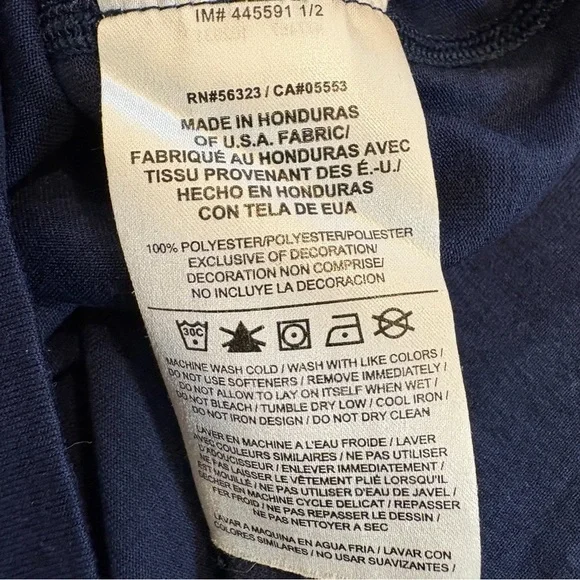 IM# 445591 1/2
RN#56323 / CA#05553
MADE IN HONDURAS
OF U.S.A. FABRIC/
FABRIQUÉ AU HONDURAS AVEC
TISSU PROVENANT DES É.-U./
HECHO EN HONDURAS
CON TELA DE EUA
100% POLYESTER/POLYESTER/POLIESTER
EXCLUSIVE OF DECORATION/
DECORATION NON COMPRISE/
NO INCLUYE LA DECORACION
30C
MACHINE WASH COLD / WASH WITH LIKE COLORS /
DO NOT USE SOFTENERS / REMOVE IMMEDIATELY /
DO NOT ALLOW TO LAY ON ITSELF WHEN WET /
DO NOT BLEACH / TUMBLE DRY LOW / COOL IRON /
DO NOT IRON DESIGN / DO NOT DRY CLEAN
LAVER EN MACHINE A L'EAU FROIDE / LAVER
AVEC COULEURS SIMILAIRES / NE PAS UTILISER
D'ADOUCISSEUR / ENLEVER IMMEDIATEMENT /
NE PAS LAISSER LE VÊTEMENT PLIÉ LORSQU'IL
EST MOUILLÉ / NE PAS UTILISER D'EAU DE JAVEL /
SÉCHER EN MACHINE CYCLE DELICAT / REPASSER
FER FROID / NE PAS REPASSER LE DESSIN /
NE PAS NETTOYER A SEC
LAVAR A MAQUINA EN AGUA FRIA / LAVAR CON
COLORES SIMILARES / NO USAR SUAVIZANTES /